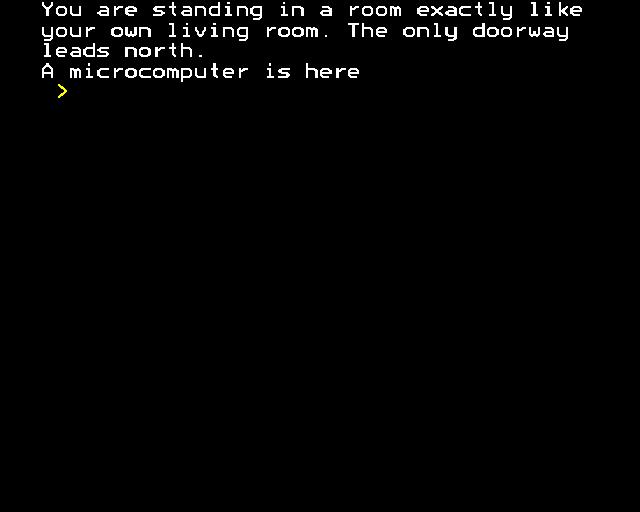 You are standing in a room exactly like
your own living room. The only doorway
leads north.
A microcomputer is here
>